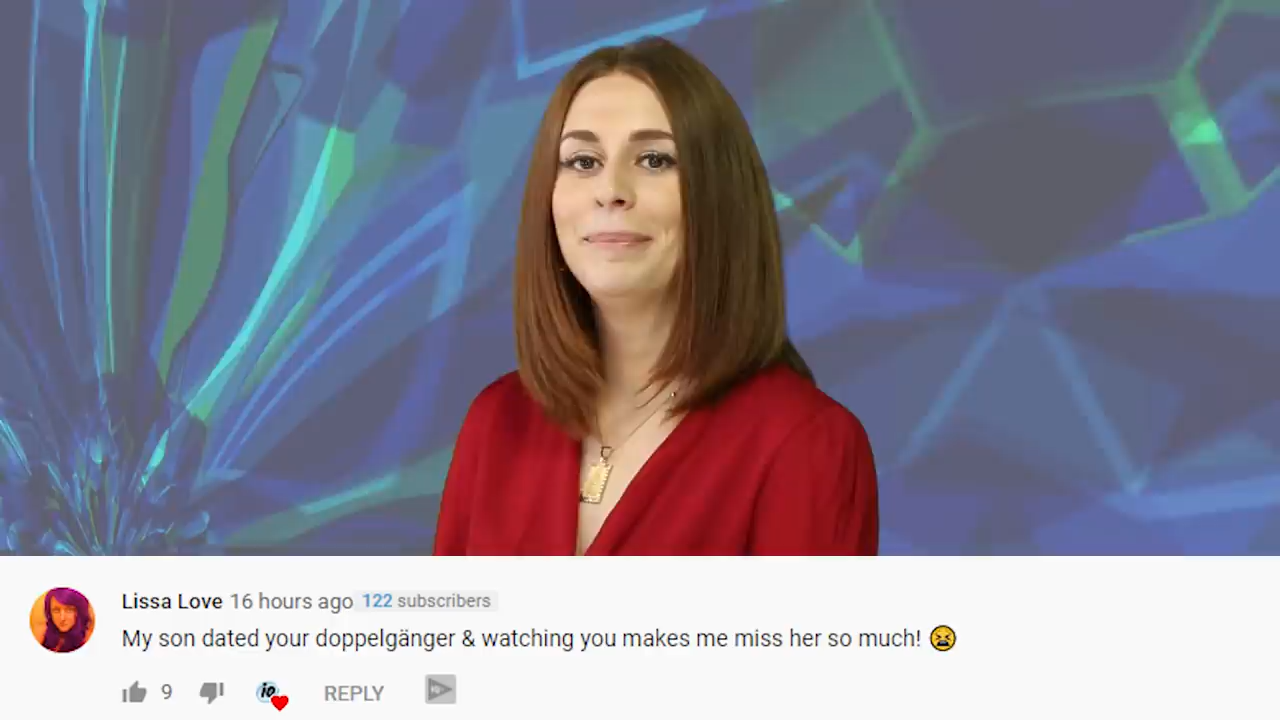 Lissa Love 16 hours ago 122 subscribers
My son dated your doppelgänger & watching you makes me miss her so much! 😫
9 io REPLY